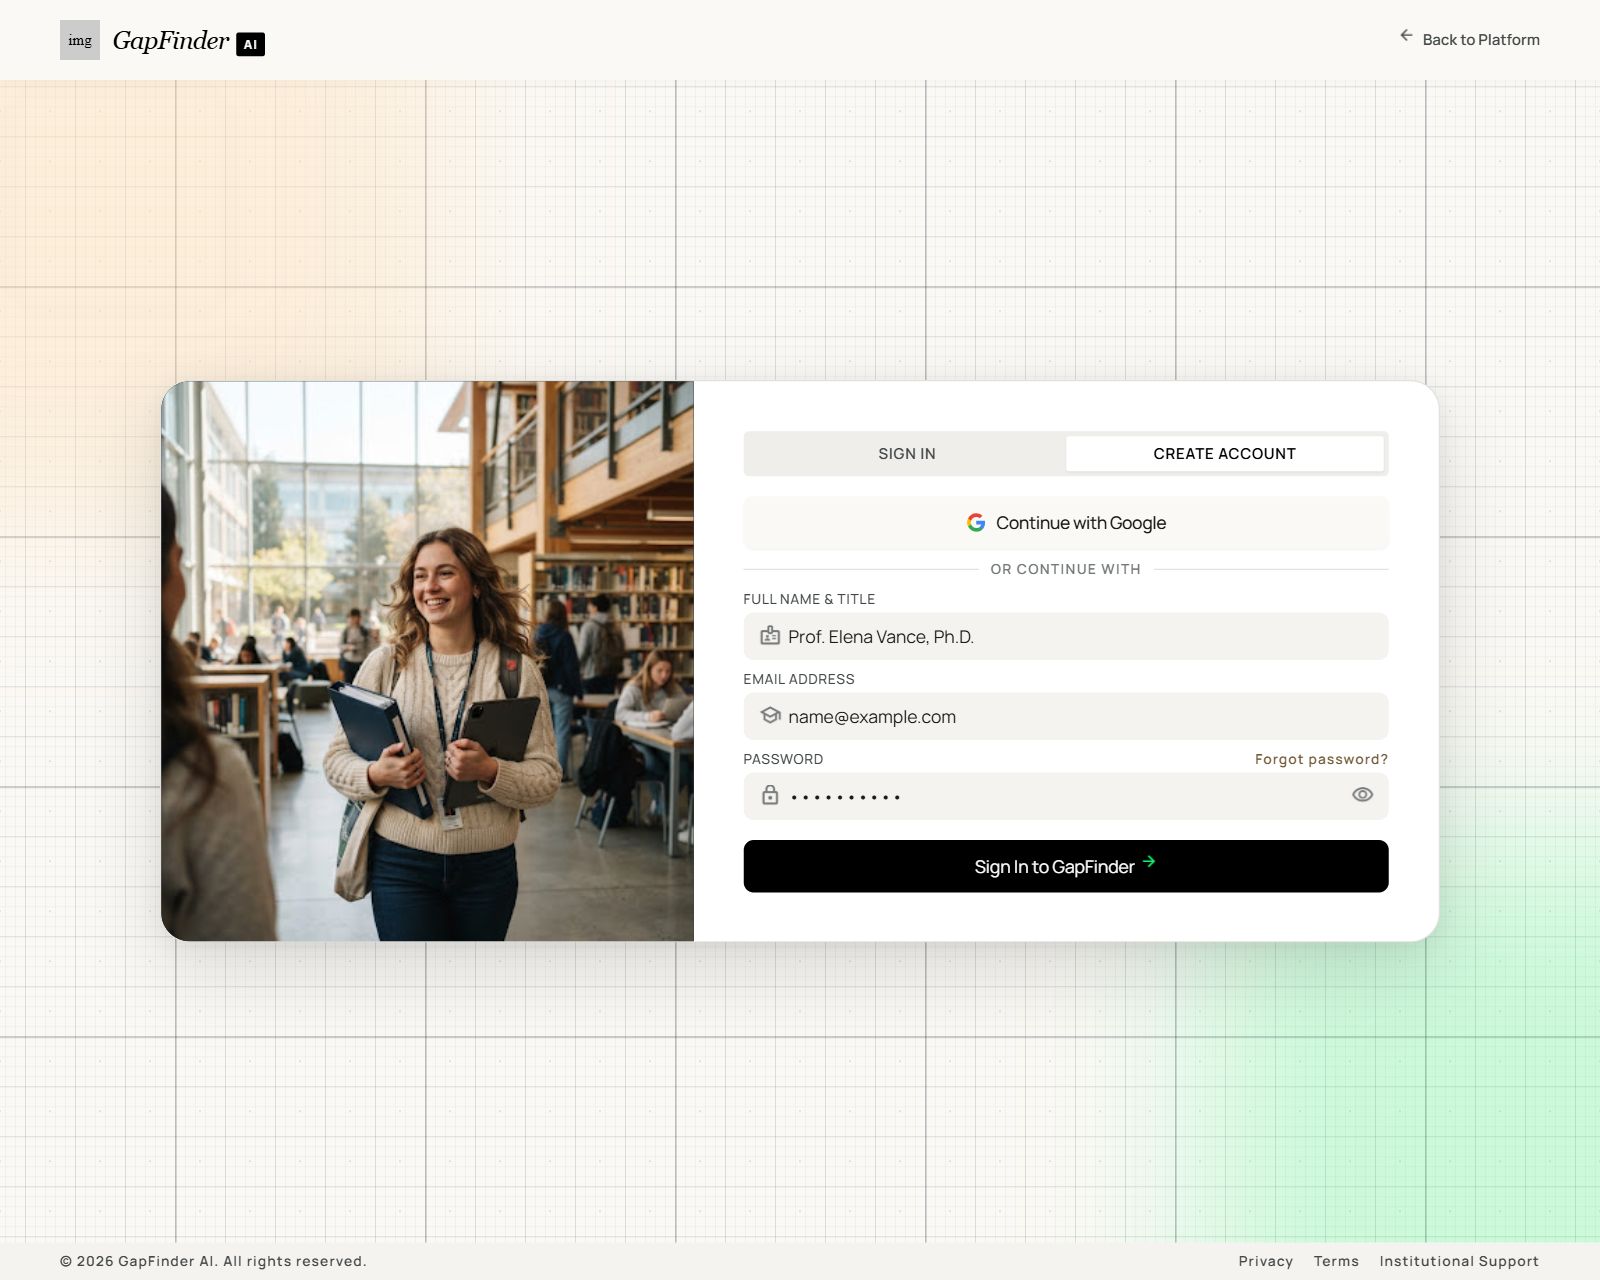 img GapFinder AI
← Back to Platform
SIGN IN
CREATE ACCOUNT
Continue with Google
OR CONTINUE WITH
FULL NAME & TITLE
Prof. Elena Vance, Ph.D.
EMAIL ADDRESS
name@example.com
PASSWORD
Forgot password?
••••••••••
Sign In to GapFinder →
© 2026 GapFinder AI. All rights reserved.
Privacy
Terms
Institutional Support